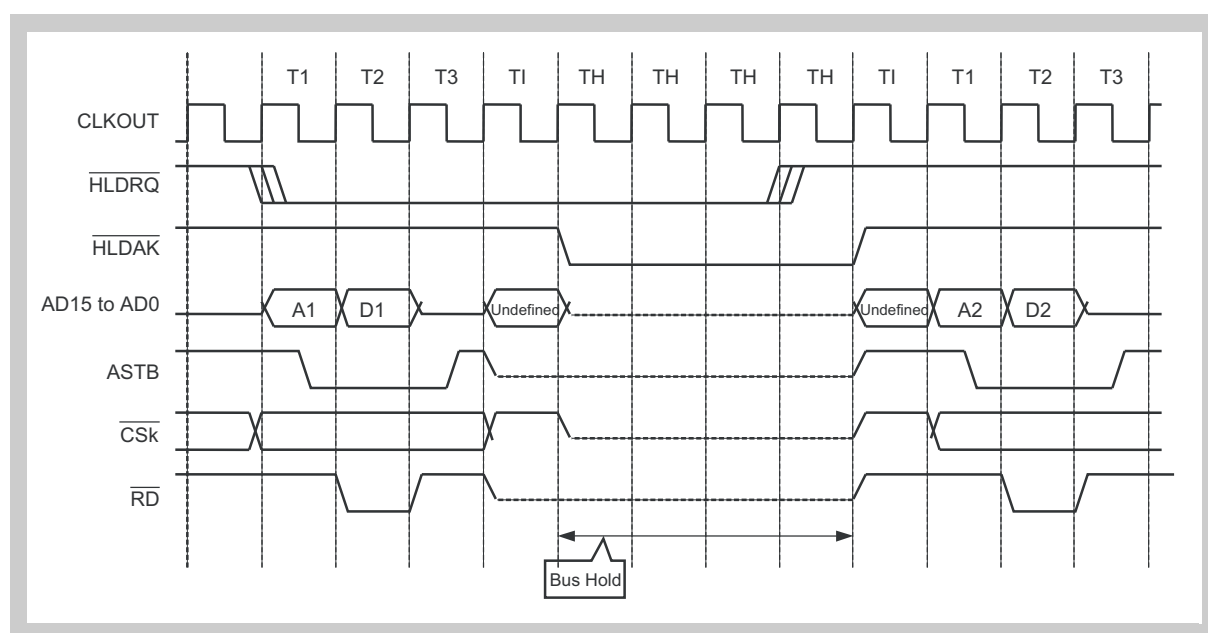 T1 T2 T3 TI TH TH TH TH TI T1 T2 T3
CLKOUT
HLDRQ
HLDAK
AD15 to AD0 A1 D1 Undefined Undefined A2 D2
ASTB
CSk
RD
Bus Hold